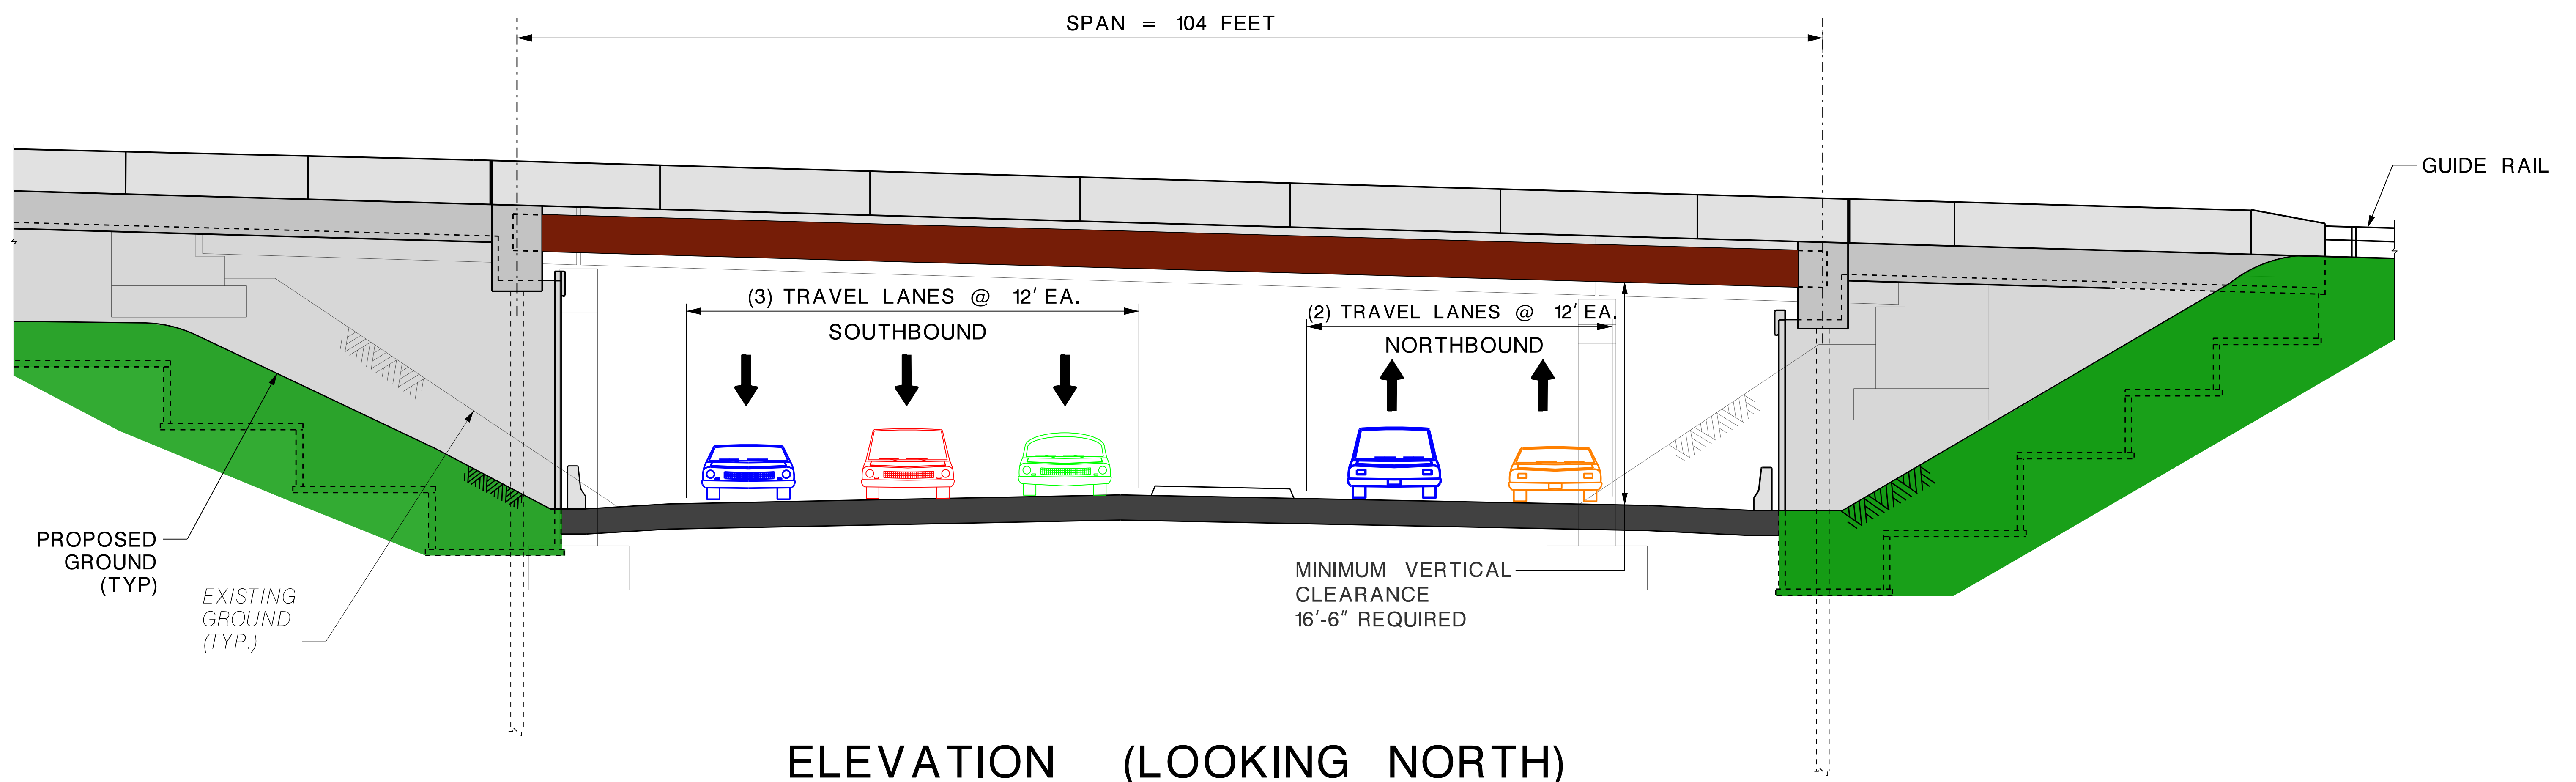 SPAN = 104 FEET
GUIDE RAIL
(3) TRAVEL LANES @ 12' EA.
SOUTHBOUND
(2) TRAVEL LANES @ 12' EA.
NORTHBOUND
PROPOSED
GROUND
(TYP)
EXISTING
GROUND
(TYP.)
MINIMUM VERTICAL
CLEARANCE
16'-6" REQUIRED
ELEVATION (LOOKING NORTH)